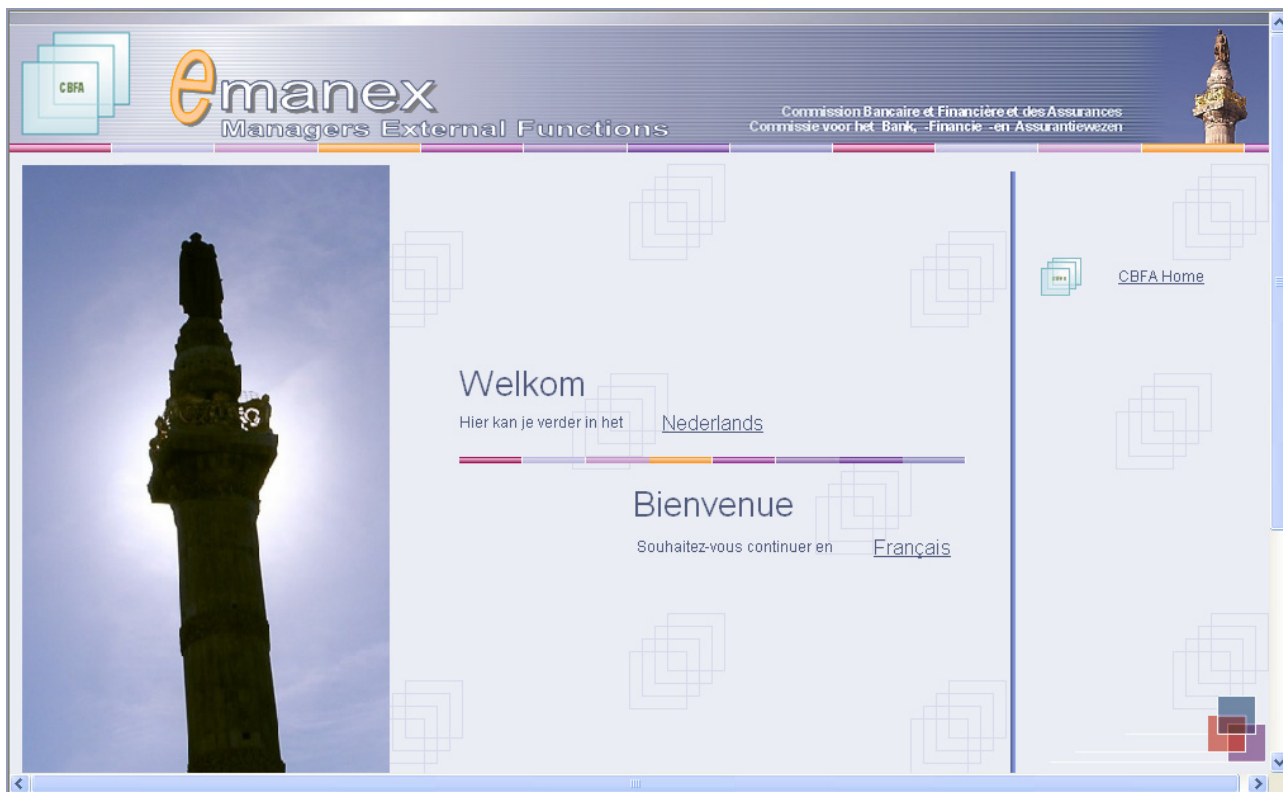 CBFA
emanex
Managers External Functions
Commission Bancaire et Financière et des Assurances
Commissie voor het Bank, -Financie -en Assurantiewezen
CBFA Home
Welkom
Hier kan je verder in het Nederlands
Bienvenue
Souhaitez-vous continuer en Français